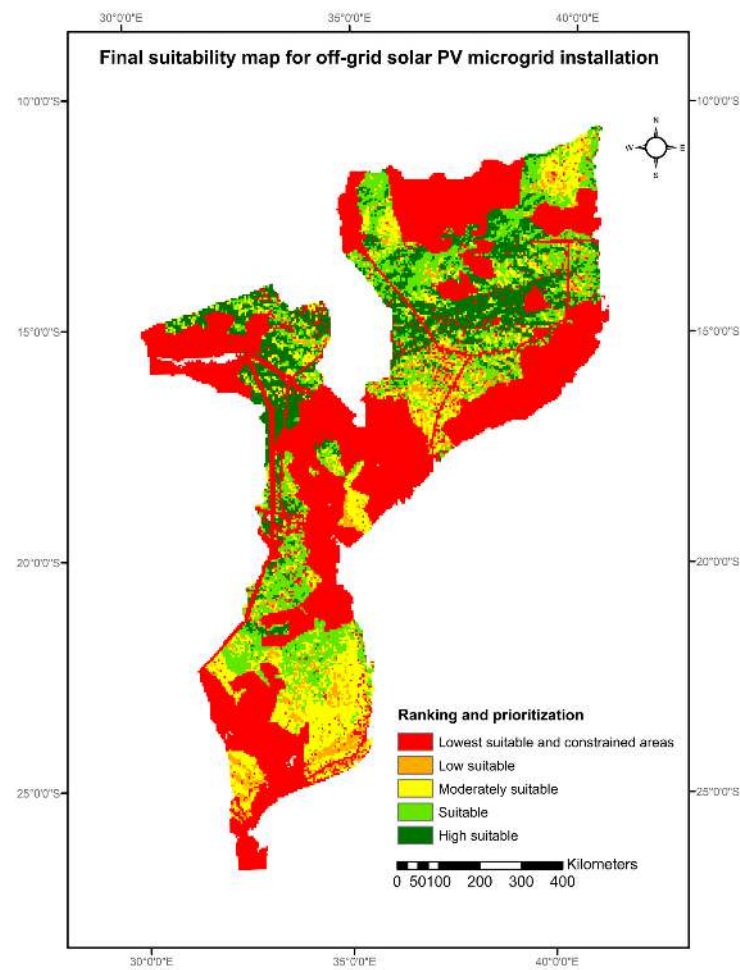 30°0'0"E 35°0'0"E 40°0'0"E
Final suitability map for off-grid solar PV microgrid installation
10°0'0"S 10°0'0"S
N
W E
S
15°0'0"S 15°0'0"S
20°0'0"S 20°0'0"S
Ranking and prioritization
Lowest suitable and constrained areas
Low suitable
Moderately suitable
Suitable
High suitable
25°0'0"S 25°0'0"S
Kilometers
0 50100 200 300 400
30°0'0"E 35°0'0"E 40°0'0"E